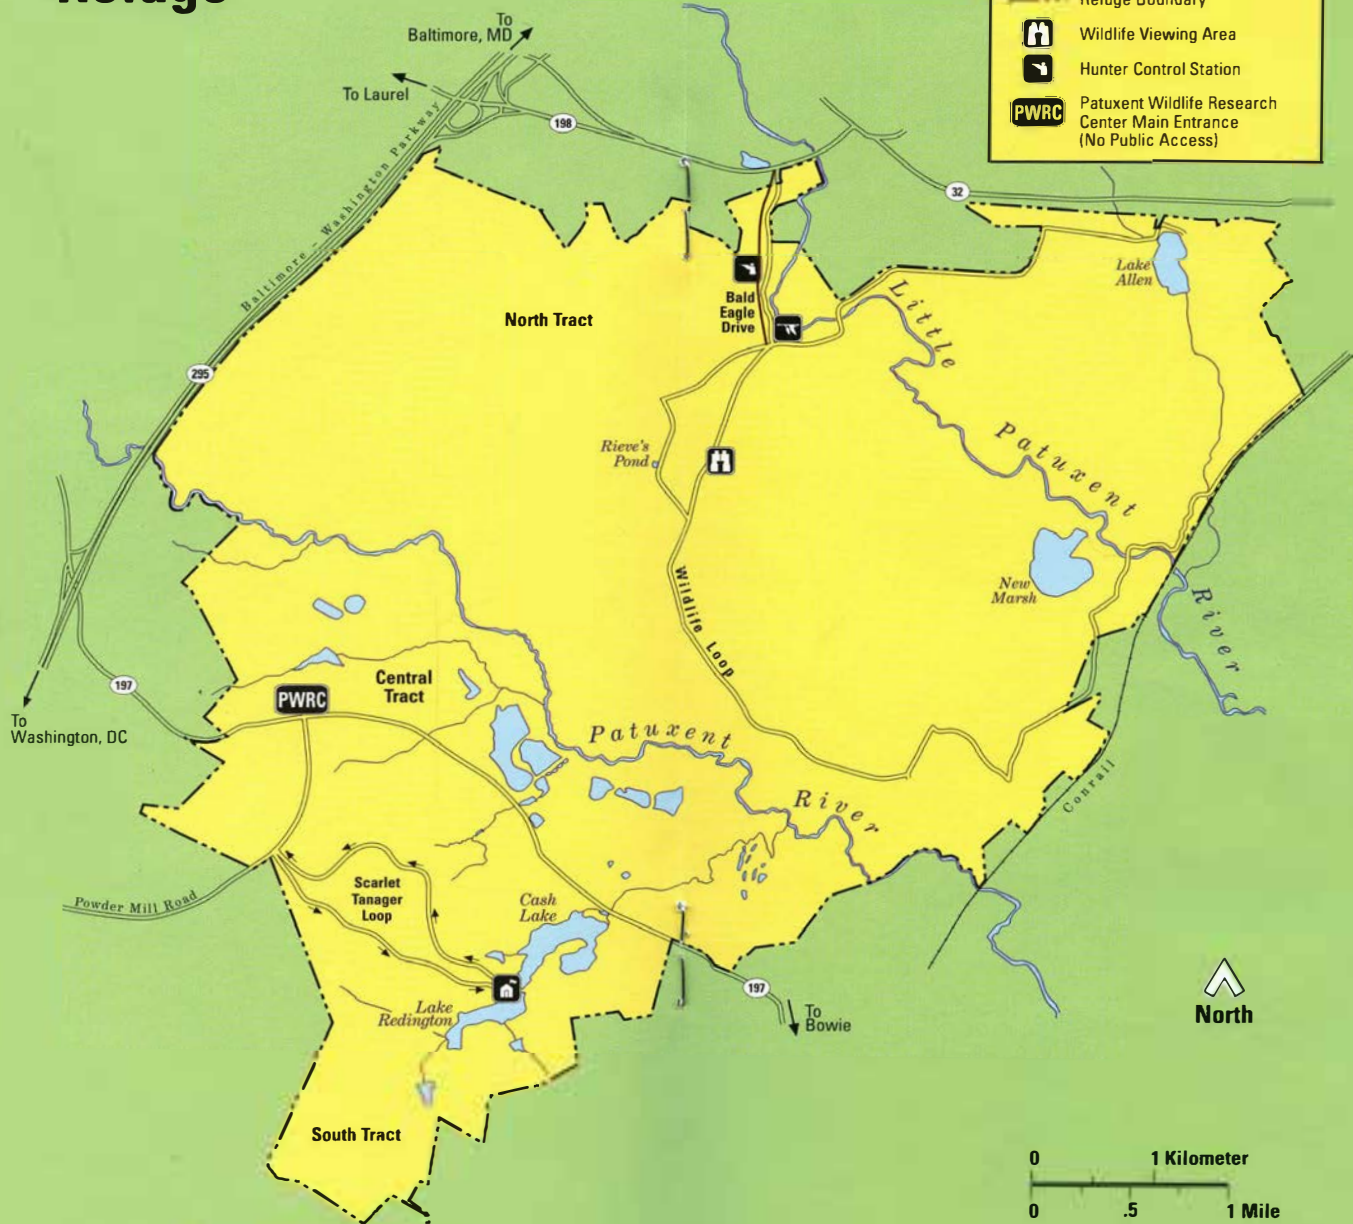 Refuge
Refuge Boundary
Wildlife Viewing Area
Hunter Control Station
PWRC
Patuxent Wildlife Research
Center Main Entrance
(No Public Access)
To
Baltimore, MD
To Laurel
198
32
Baltimore - Washington Parkway
295
North Tract
Bald
Eagle
Drive
Lake
Allen
Little
Patuxent
River
Rieve's
Pond
New
Marsh
Wildlife Loop
197
To
Washington, DC
PWRC
Central
Tract
Patuxent
River
Conrail
Powder Mill Road
Scarlet
Tanager
Loop
Cash
Lake
Lake
Redington
197
To
Bowie
North
South Tract
0 1 Kilometer
0 .5 1 Mile